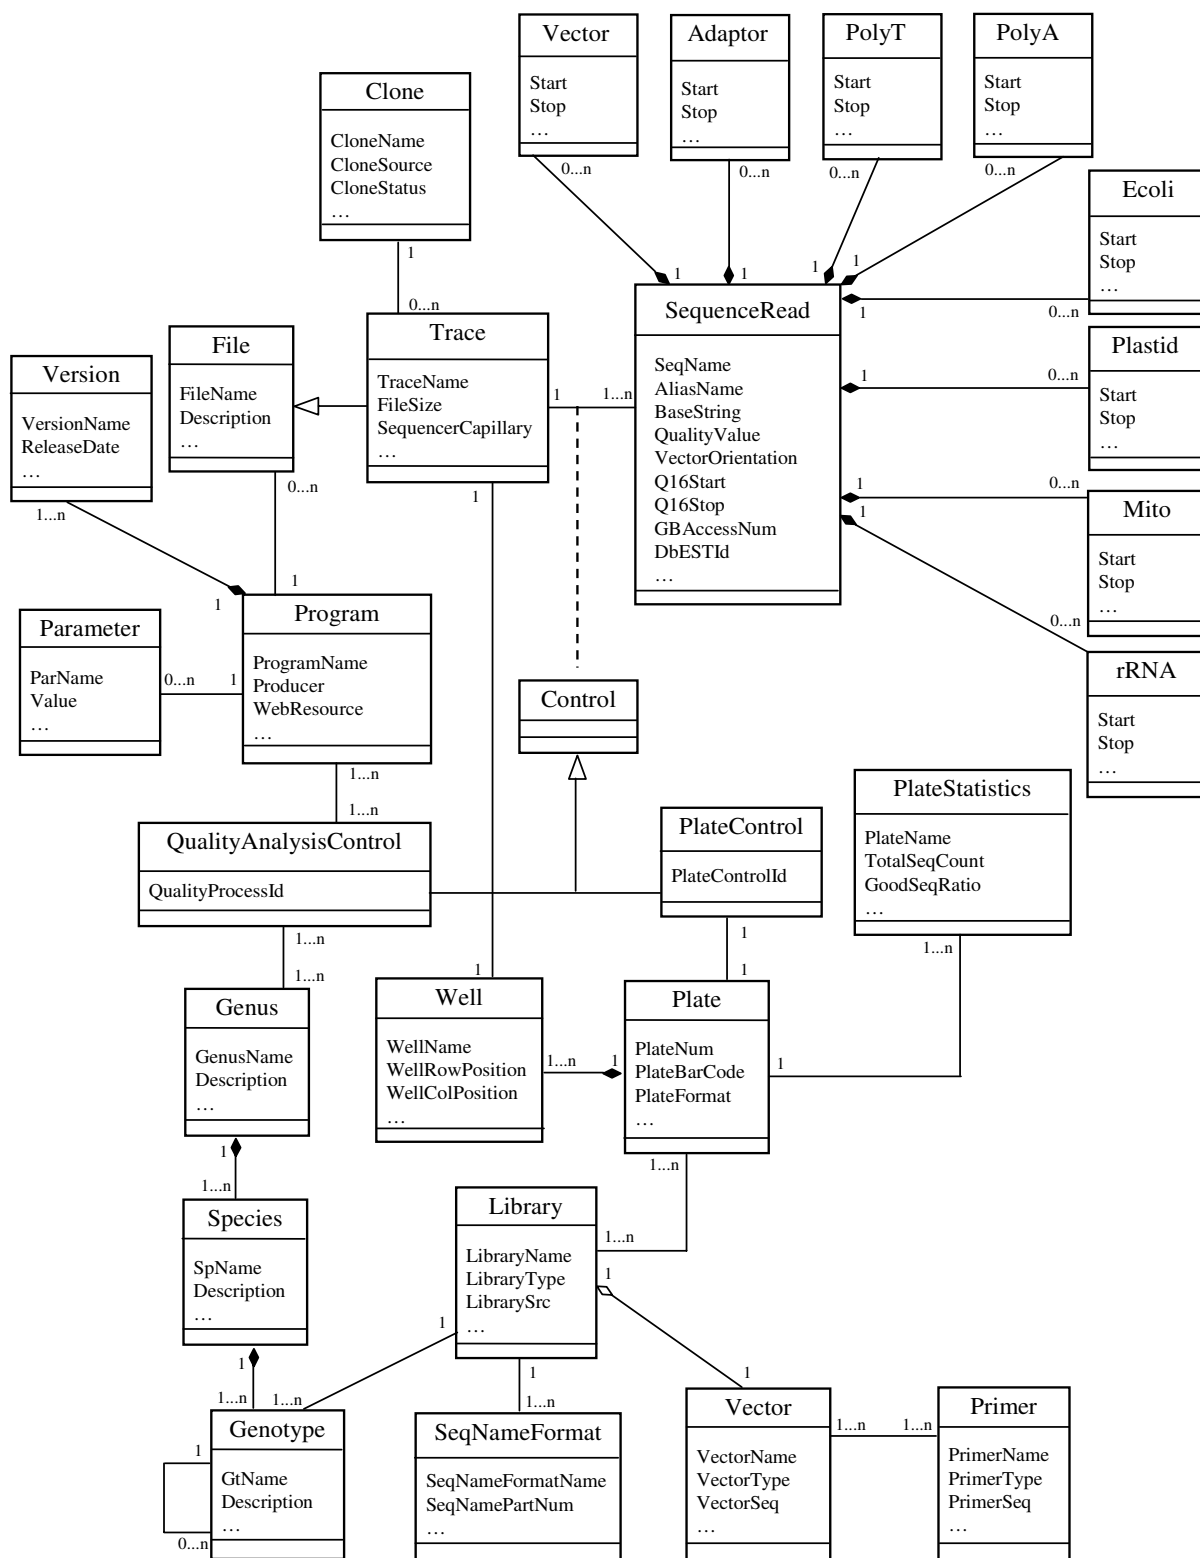 Vector
Start
Stop
...
0...n
1
Adaptor
Start
Stop
...
0...n
1
PolyT
Start
Stop
...
0...n
1
PolyA
Start
Stop
...
0...n
1
Clone
CloneName
CloneSource
CloneStatus
...
1
0...n
Ecoli
Start
Stop
...
1
0...n
SequenceRead
SeqName
AliasName
BaseString
QualityValue
VectorOrientation
Q16Start
Q16Stop
GBAccessNum
DbESTId
...
Plastid
Start
Stop
...
1
0...n
Mito
Start
Stop
...
1
0...n
rRNA
Start
Stop
...
1
0...n
Trace
TraceName
FileSize
SequencerCapillary
...
1
1...n
1
File
FileName
Description
...
0...n
1
Version
VersionName
ReleaseDate
...
1...n
1
Program
ProgramName
Producer
WebResource
...
Parameter
ParName
Value
...
0...n
1
1...n
1...n
Control
QualityAnalysisControl
QualityProcessId
1...n
1...n
PlateControl
PlateControlId
1
1
PlateStatistics
PlateName
TotalSeqCount
GoodSeqRatio
...
1...n
1
Genus
GenusName
Description
...
1
1...n
1
Well
WellName
WellRowPosition
WellColPosition
...
1...n
1
Plate
PlateNum
PlateBarCode
PlateFormat
...
1...n
1...n
Species
SpName
Description
...
1
1...n
Library
LibraryName
LibraryType
LibrarySrc
...
1
1
1...n
1
1...n
1
Genotype
GtName
Description
...
1
0...n
SeqNameFormat
SeqNameFormatName
SeqNamePartNum
...
Vector
VectorName
VectorType
VectorSeq
...
1...n
1...n
Primer
PrimerName
PrimerType
PrimerSeq
...